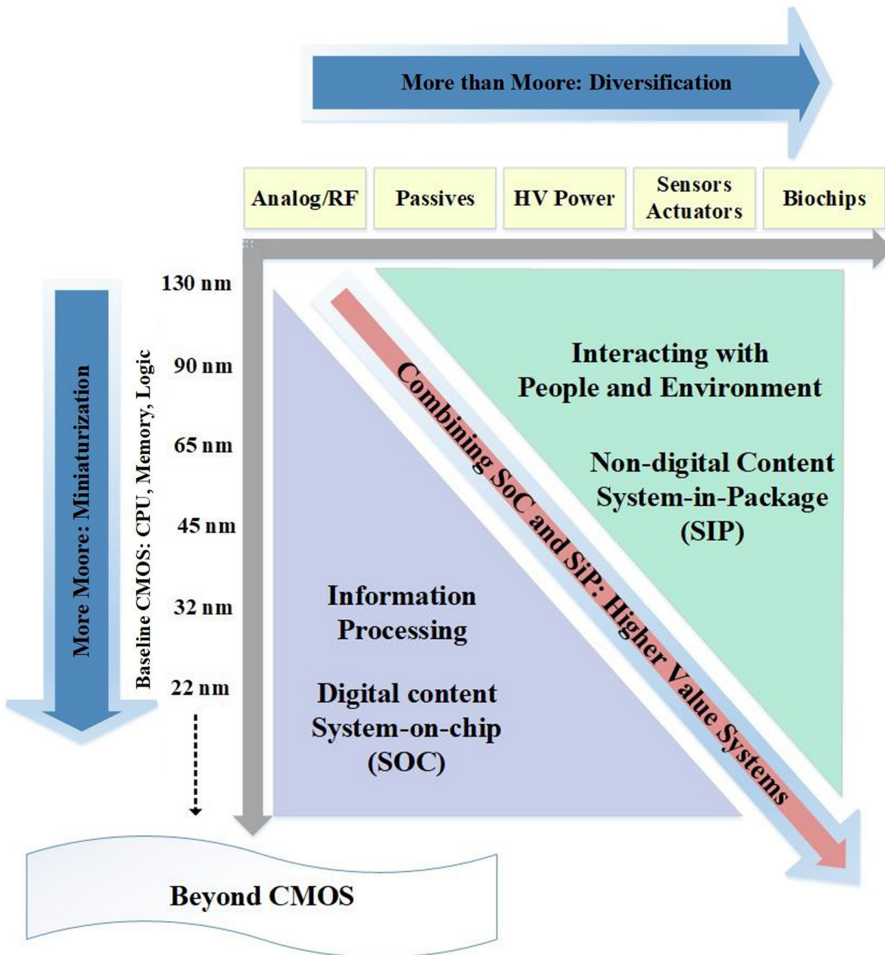 More than Moore: Diversification
Analog/RF
Passives
HV Power
Sensors
Actuators
Biochips
More Moore: Miniaturization
Baseline CMOS: CPU, Memory, Logic
130 nm
90 nm
65 nm
45 nm
32 nm
22 nm
Interacting with
People and Environment
Non-digital Content
System-in-Package
(SIP)
Combining SoC and SiP: Higher Value Systems
Information
Processing
Digital content
System-on-chip
(SOC)
Beyond CMOS